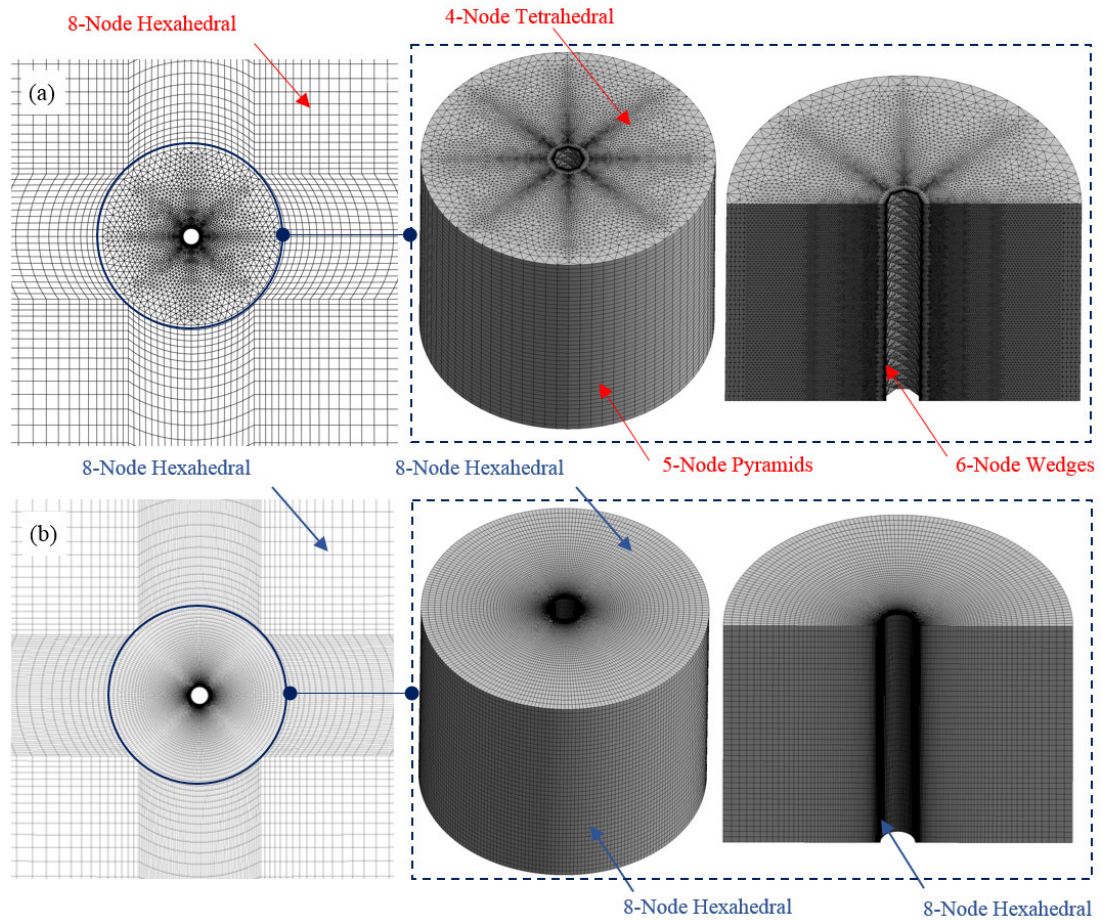 8-Node Hexahedral
4-Node Tetrahedral
(a)
5-Node Pyramids
6-Node Wedges
8-Node Hexahedral
8-Node Hexahedral
(b)
8-Node Hexahedral
8-Node Hexahedral